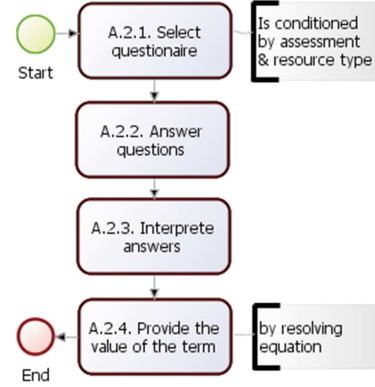 Start
A.2.1. Select
questionaire
Is conditioned
by assessment
& resource type
A.2.2. Answer
questions
A.2.3. Interprete
answers
A.2.4. Provide the
value of the term
by resolving
equation
End